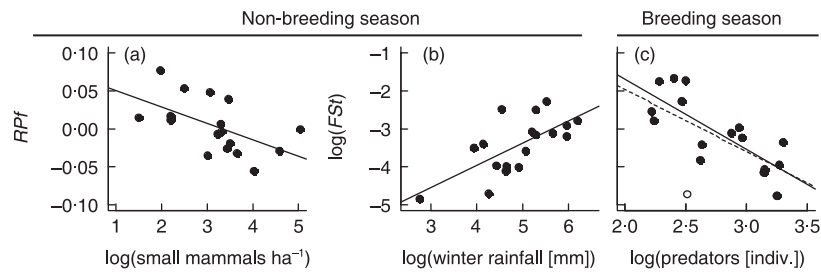 Non-breeding season
Breeding season
(a)
(b)
(c)
RPf
0·10
0·05
0·00
−0·05
−0·10
1 2 3 4 5
log(small mammals ha⁻¹)
log(FSt)
−1
−2
−3
−4
−5
2 3 4 5 6
log(winter rainfall [mm])
2·0 2·5 3·0 3·5
log(predators [indiv.])